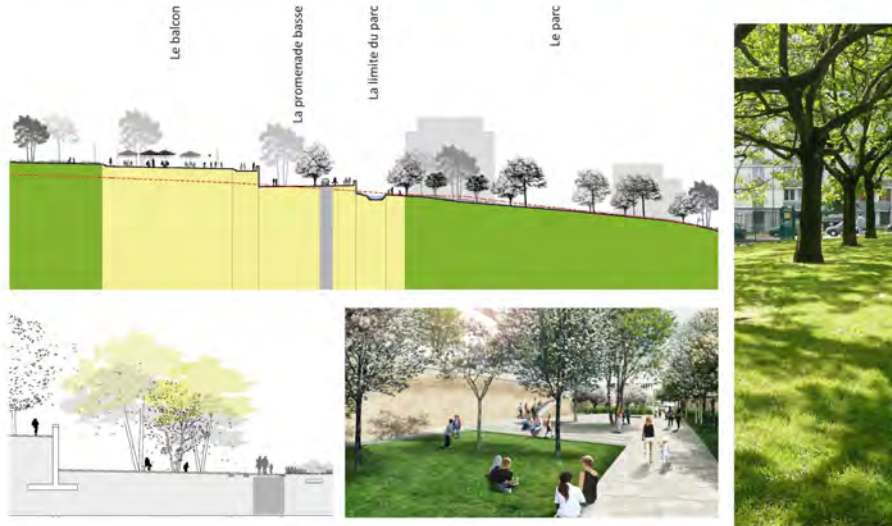 Le balcon
La promenade basse
La limite du parc
Le parc